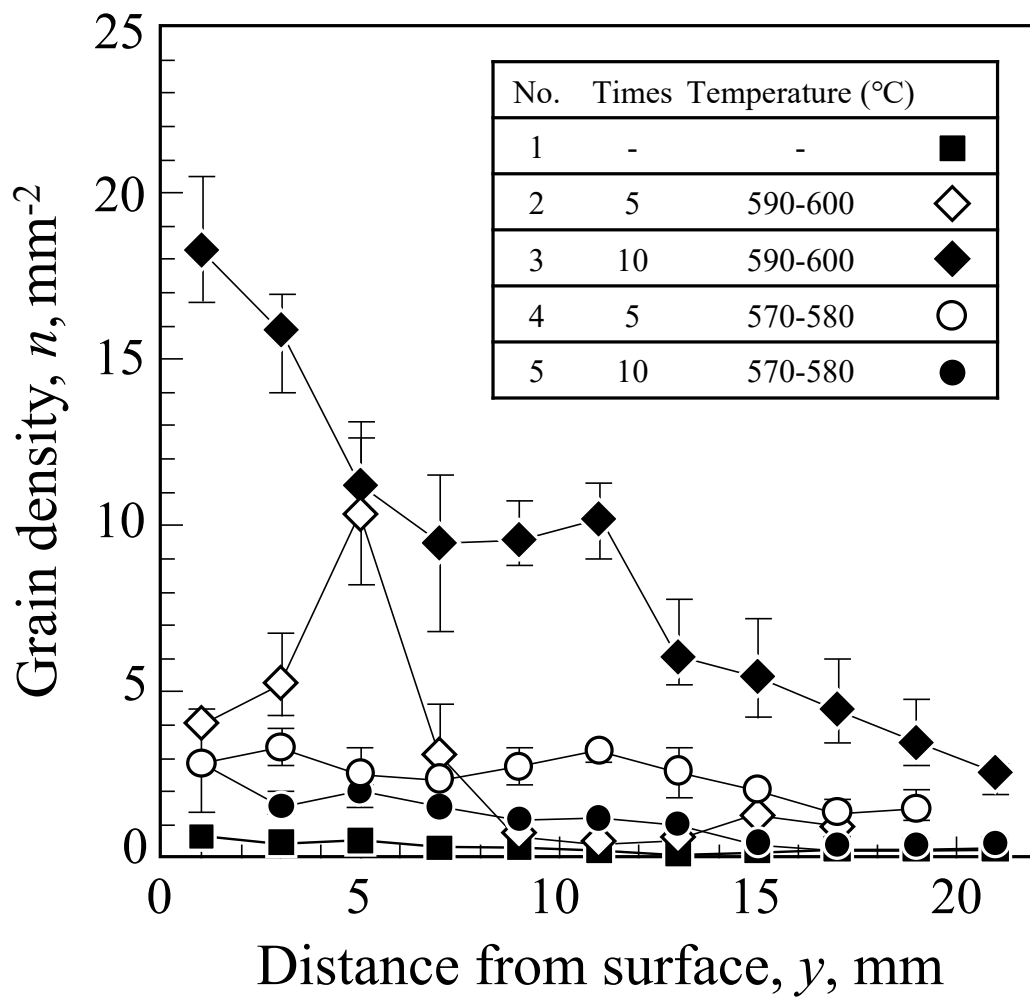 25
20
15
10
5
0
Grain density, n, mm-2
No. Times Temperature (℃)
1 - -
2 5 590-600
3 10 590-600
4 5 570-580
5 10 570-580
0 5 10 15 20
Distance from surface, y, mm